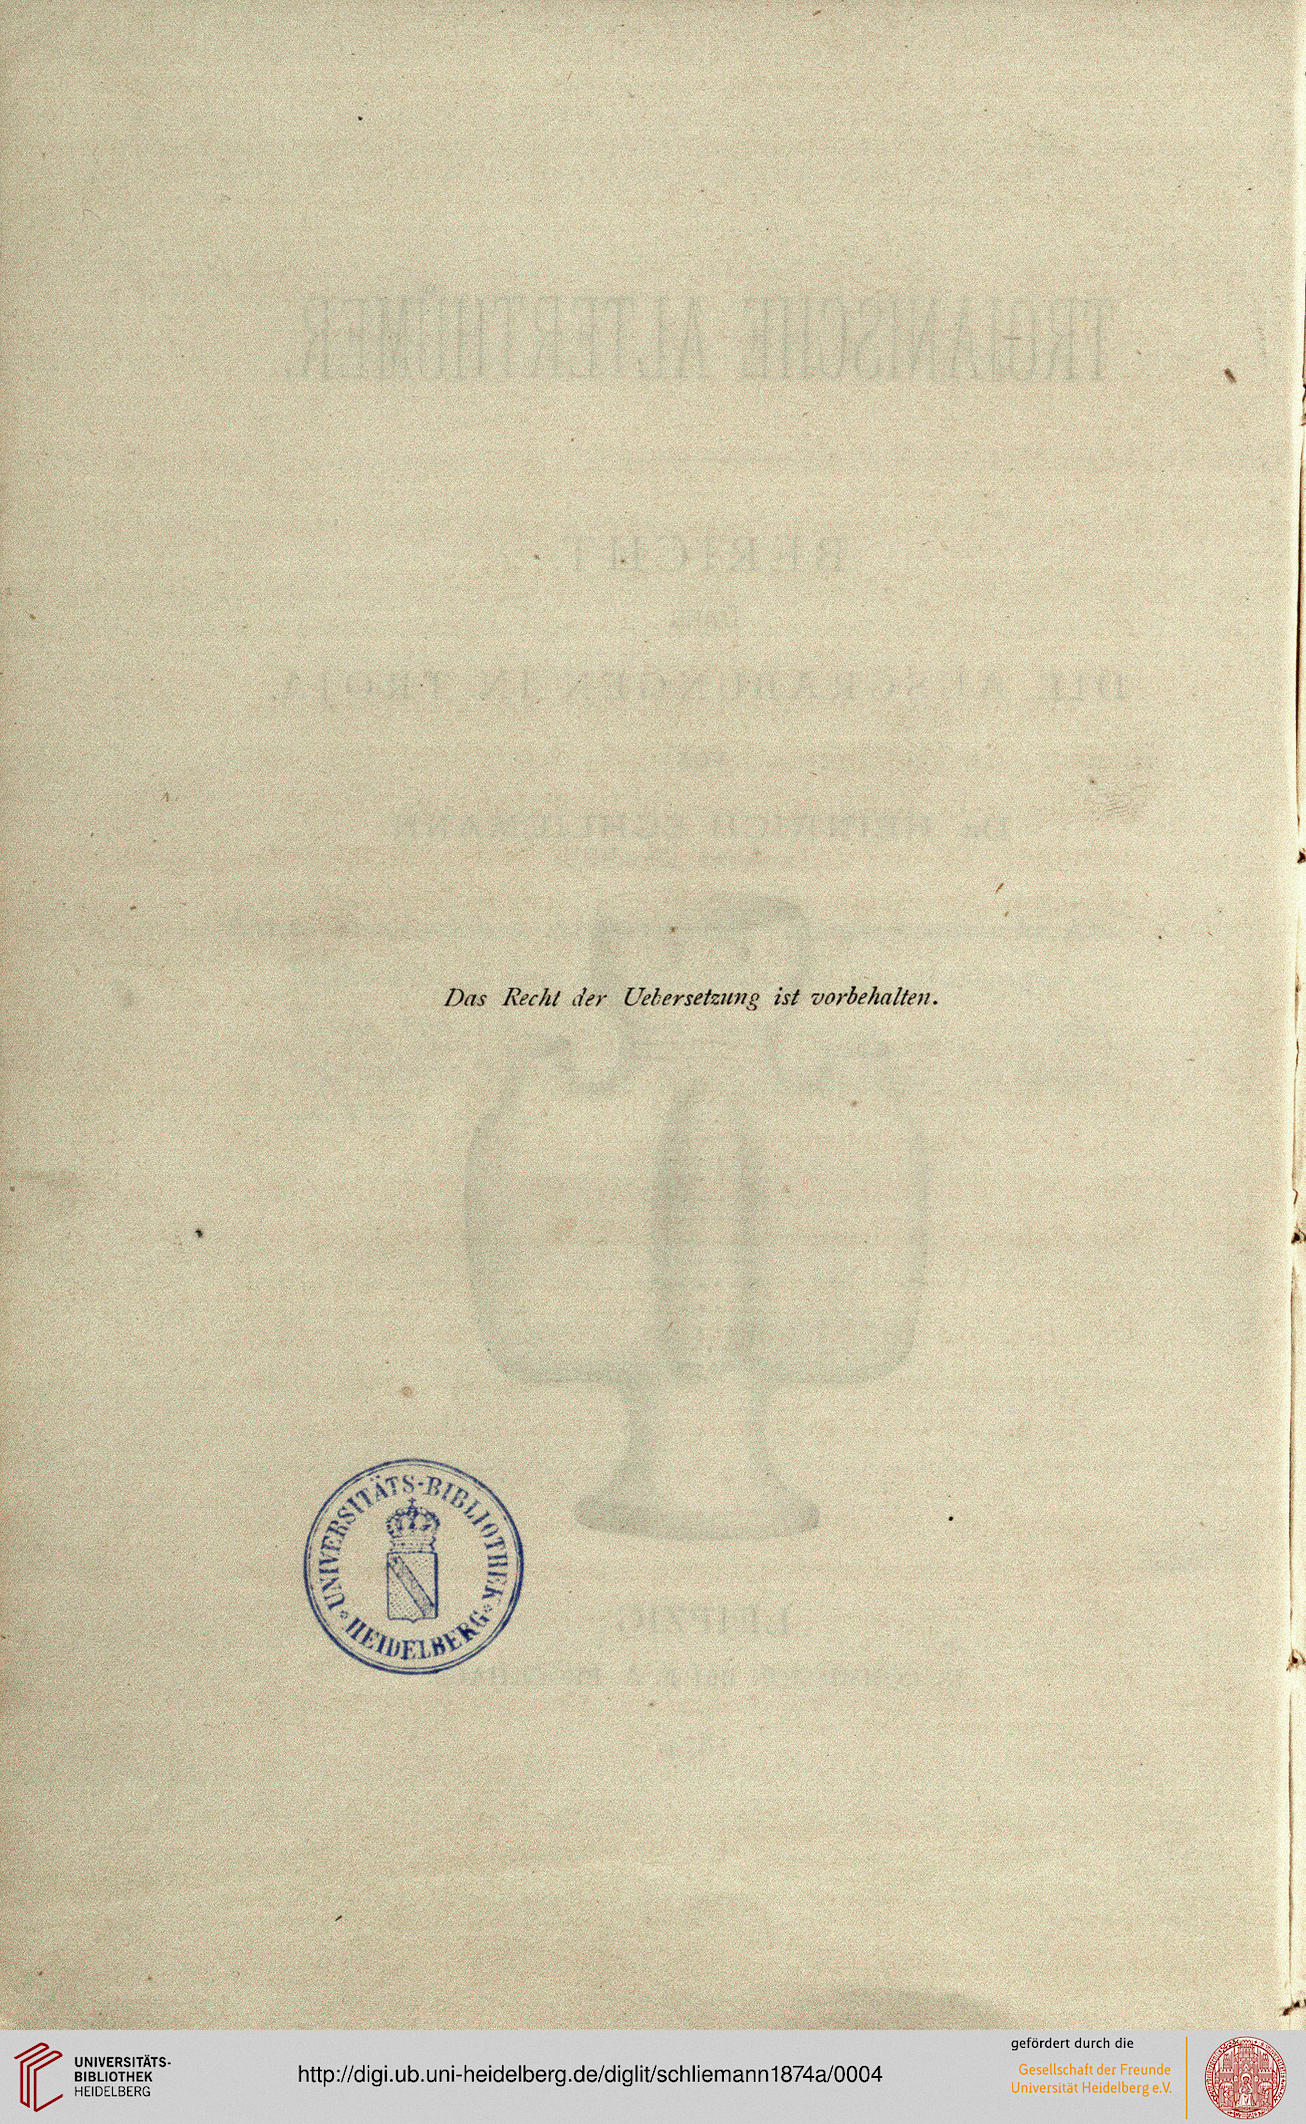 Das Recht der Uebersetzung ist vorbehalten.
UNIVERSITÄTS-BIBLIOTHEK
* HEIDELBERG *
UNIVERSITÄTS-
BIBLIOTHEK
HEIDELBERG
http://digi.ub.uni-heidelberg.de/diglit/schliemann1874a/0004
gefördert durch die
Gesellschaft der Freunde
Universität Heidelberg e.V.